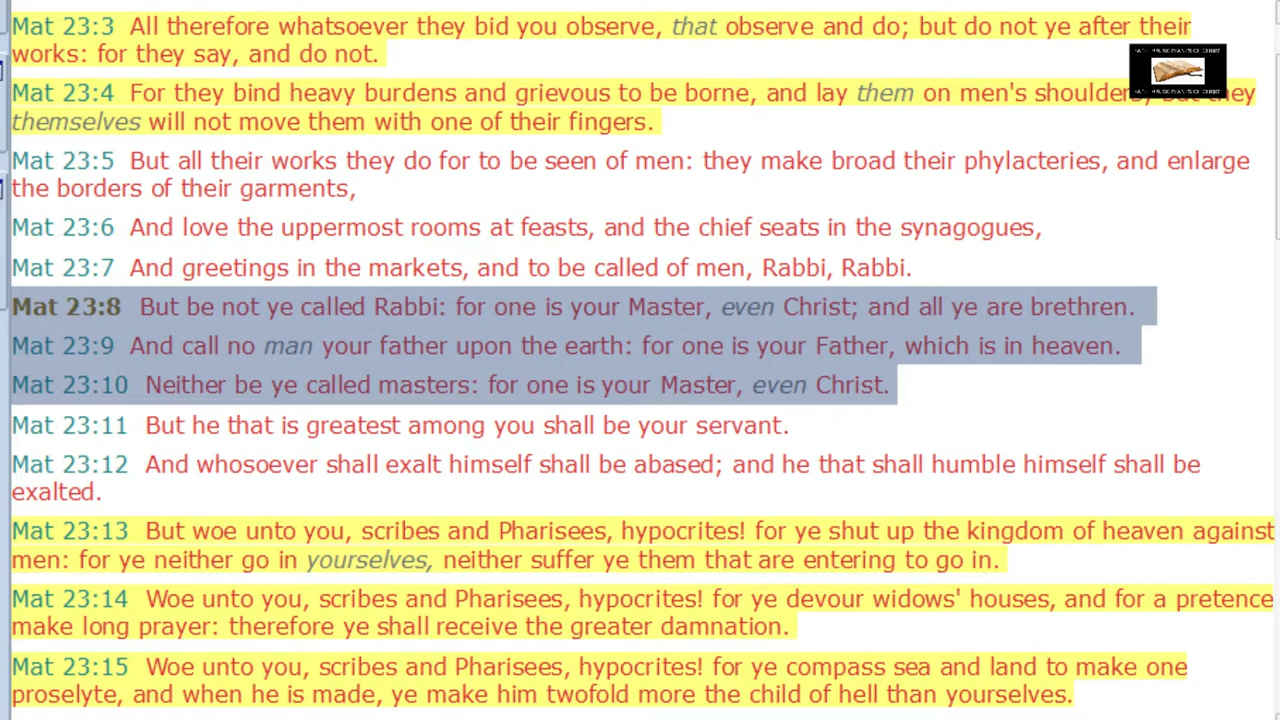 Mat 23:3 All therefore whatsoever they bid you observe, that observe and do; but do not ye after their
works: for they say, and do not.
Mat 23:4 For they bind heavy burdens and grievous to be borne, and lay them on men's shoulders; but they
themselves will not move them with one of their fingers.
Mat 23:5 But all their works they do for to be seen of men: they make broad their phylacteries, and enlarge
the borders of their garments,
Mat 23:6 And love the uppermost rooms at feasts, and the chief seats in the synagogues,
Mat 23:7 And greetings in the markets, and to be called of men, Rabbi, Rabbi.
Mat 23:8 But be not ye called Rabbi: for one is your Master, even Christ; and all ye are brethren.
Mat 23:9 And call no man your father upon the earth: for one is your Father, which is in heaven.
Mat 23:10 Neither be ye called masters: for one is your Master, even Christ.
Mat 23:11 But he that is greatest among you shall be your servant.
Mat 23:12 And whosoever shall exalt himself shall be abased; and he that shall humble himself shall be
exalted.
Mat 23:13 But woe unto you, scribes and Pharisees, hypocrites! for ye shut up the kingdom of heaven against
men: for ye neither go in yourselves, neither suffer ye them that are entering to go in.
Mat 23:14 Woe unto you, scribes and Pharisees, hypocrites! for ye devour widows' houses, and for a pretence
make long prayer: therefore ye shall receive the greater damnation.
Mat 23:15 Woe unto you, scribes and Pharisees, hypocrites! for ye compass sea and land to make one
proselyte, and when he is made, ye make him twofold more the child of hell than yourselves.